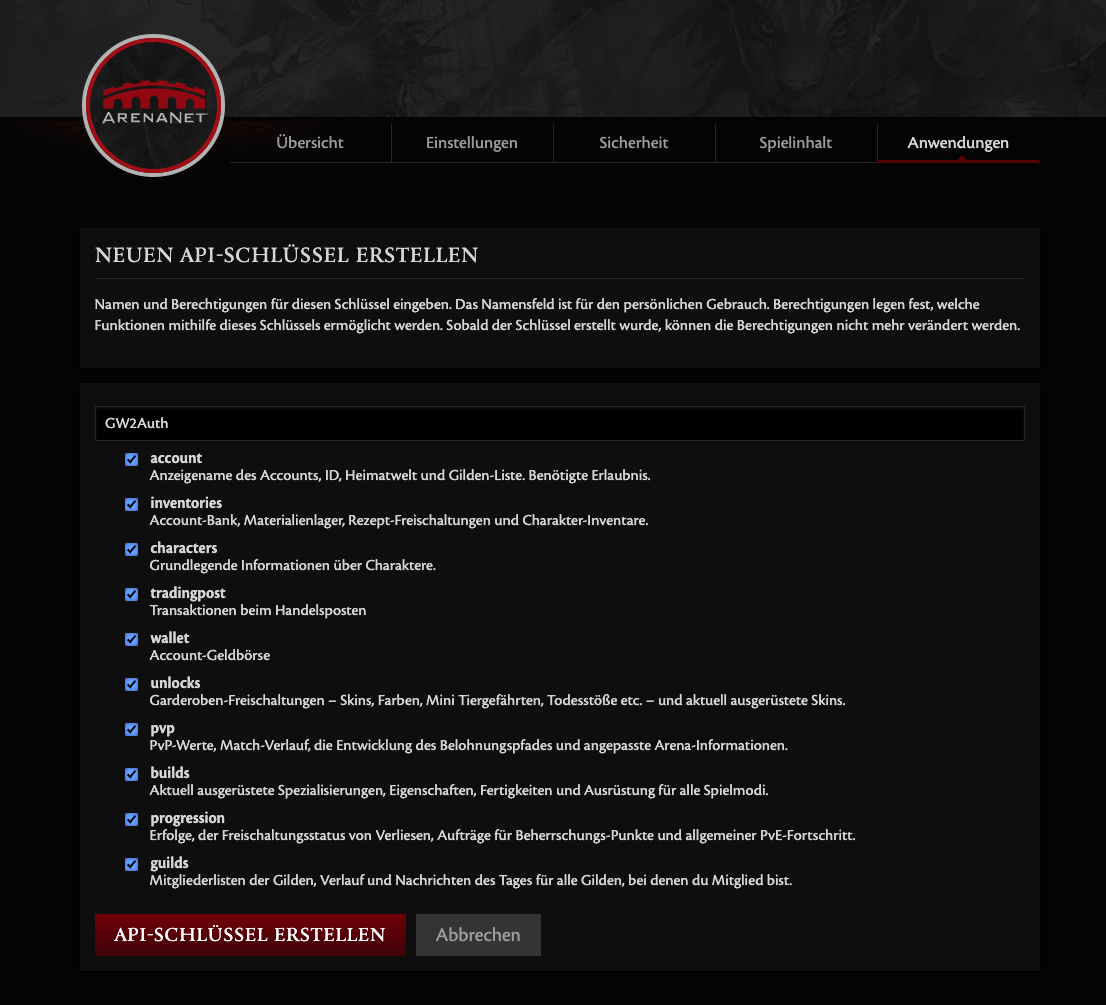 ARENANET
Übersicht
Einstellungen
Sicherheit
Spielinhalt
Anwendungen
NEUEN API-SCHLÜSSEL ERSTELLEN
Namen und Berechtigungen für diesen Schlüssel eingeben. Das Namensfeld ist für den persönlichen Gebrauch. Berechtigungen legen fest, welche
Funktionen mithilfe dieses Schlüssels ermöglicht werden. Sobald der Schlüssel erstellt wurde, können die Berechtigungen nicht mehr verändert werden.
GW2Auth
account
Anzeigename des Accounts, ID, Heimatwelt und Gilden-Liste. Benötigte Erlaubnis.
inventories
Account-Bank, Materialienlager, Rezept-Freischaltungen und Charakter-Inventare.
characters
Grundlegende Informationen über Charaktere.
tradingpost
Transaktionen beim Handelsposten
wallet
Account-Geldbörse
unlocks
Garderoben-Freischaltungen – Skins, Farben, Mini Tiergefährten, Todesstöße etc. – und aktuell ausgerüstete Skins.
pvp
PvP-Werte, Match-Verlauf, die Entwicklung des Belohnungspfades und angepasste Arena-Informationen.
builds
Aktuell ausgerüstete Spezialisierungen, Eigenschaften, Fertigkeiten und Ausrüstung für alle Spielmodi.
progression
Erfolge, der Freischaltungsstatus von Verliesen, Aufträge für Beherrschungs-Punkte und allgemeiner PvE-Fortschritt.
guilds
Mitgliederlisten der Gilden, Verlauf und Nachrichten des Tages für alle Gilden, bei denen du Mitglied bist.
API-SCHLÜSSEL ERSTELLEN
Abbrechen